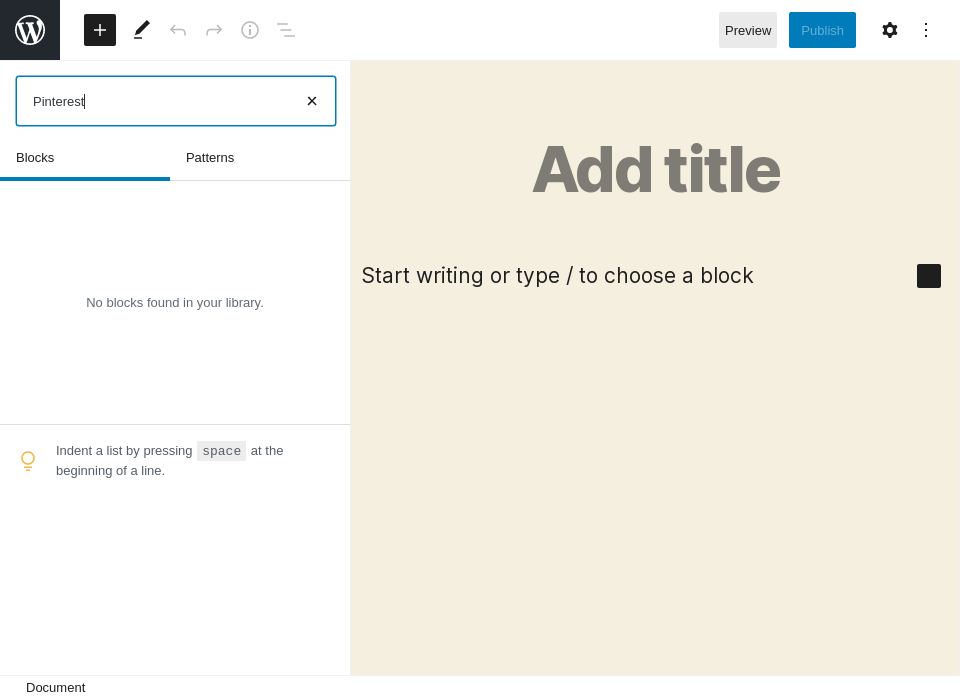 Preview
Publish
Pinterest
Blocks
Patterns
Add title
Start writing or type / to choose a block
No blocks found in your library.
Indent a list by pressing space at the
beginning of a line.
Document